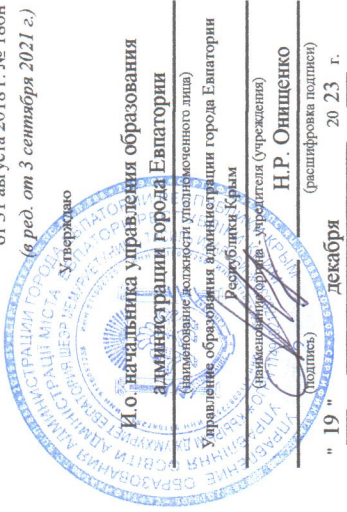 от 31 августа 2018 г. № 186н
(в ред. от 3 сентября 2021 г.)
Утверждаю
И.о. начальника управления образования
администрации города Евпатории
(наименование должности уполномоченного лица)
Управление образования администрации города Евпатории
Республики Крым
(наименование органа - учредителя (учреждения)
Н.Р. Онищенко
(подпись) (расшифровка подписи)
" 19 " декабря 20 23 г.